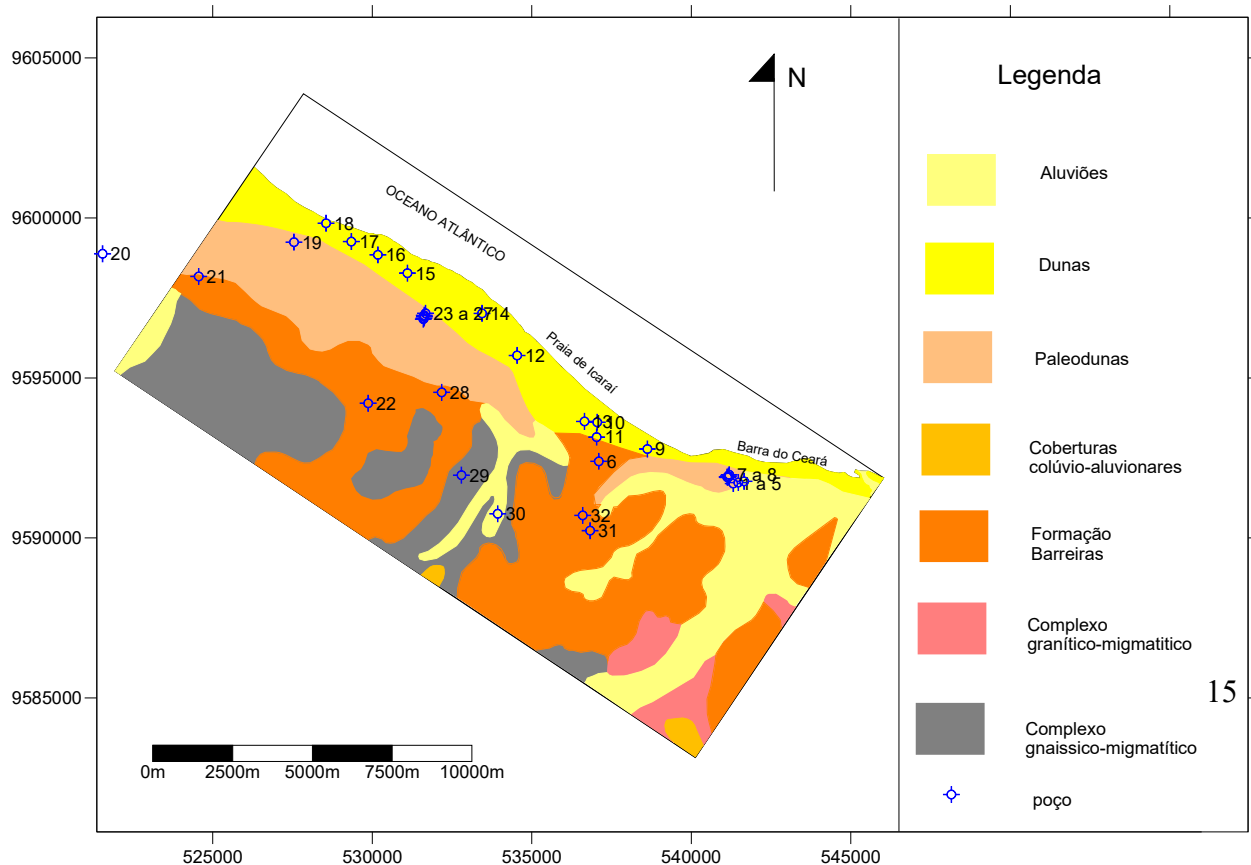 9605000
9600000
9595000
9590000
9585000
N
OCEANO ATLÂNTICO
Praia de Icaraí
Barra do Ceará
18
19
17
16
20
15
21
23 a 27
14
12
28
22
13
10
11
9
6
7 a 8
a 5
29
30
32
31
0m 2500m 5000m 7500m 10000m
525000 530000 535000 540000 545000
Legenda
Aluviões
Dunas
Paleodunas
Coberturas
colúvio-aluvionares
Formação
Barreiras
Complexo
granítico-migmatitico
15
Complexo
gnaissico-migmatítico
poço